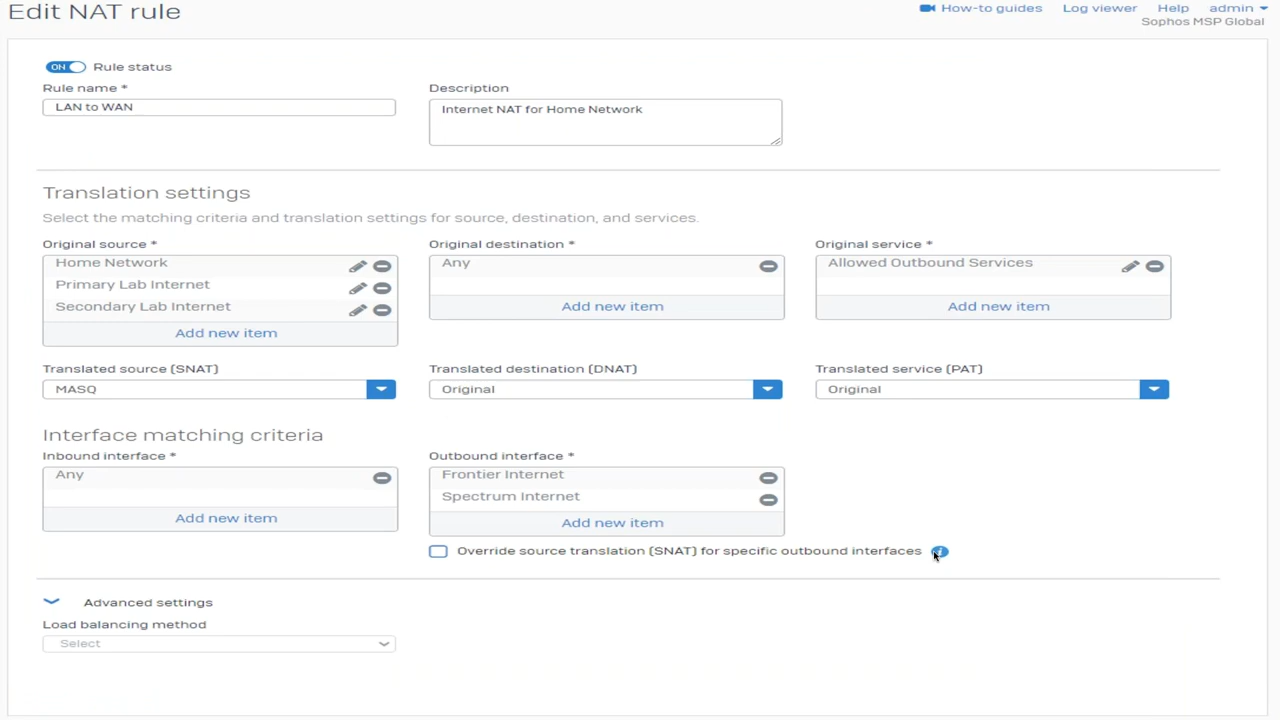 Edit NAT rule
How-to guides Log viewer Help admin
Sophos MSP Global
ON Rule status
Rule name * Description
LAN to WAN Internet NAT for Home Network
Translation settings
Select the matching criteria and translation settings for source, destination, and services.
Original source * Original destination * Original service *
Home Network Any Allowed Outbound Services
Primary Lab Internet
Secondary Lab Internet Add new item Add new item
Add new item
Translated source (SNAT) Translated destination (DNAT) Translated service (PAT)
MASQ Original Original
Interface matching criteria
Inbound interface * Outbound interface *
Any Frontier Internet
Spectrum Internet
Add new item Add new item
Override source translation (SNAT) for specific outbound interfaces
Advanced settings
Load balancing method
Select